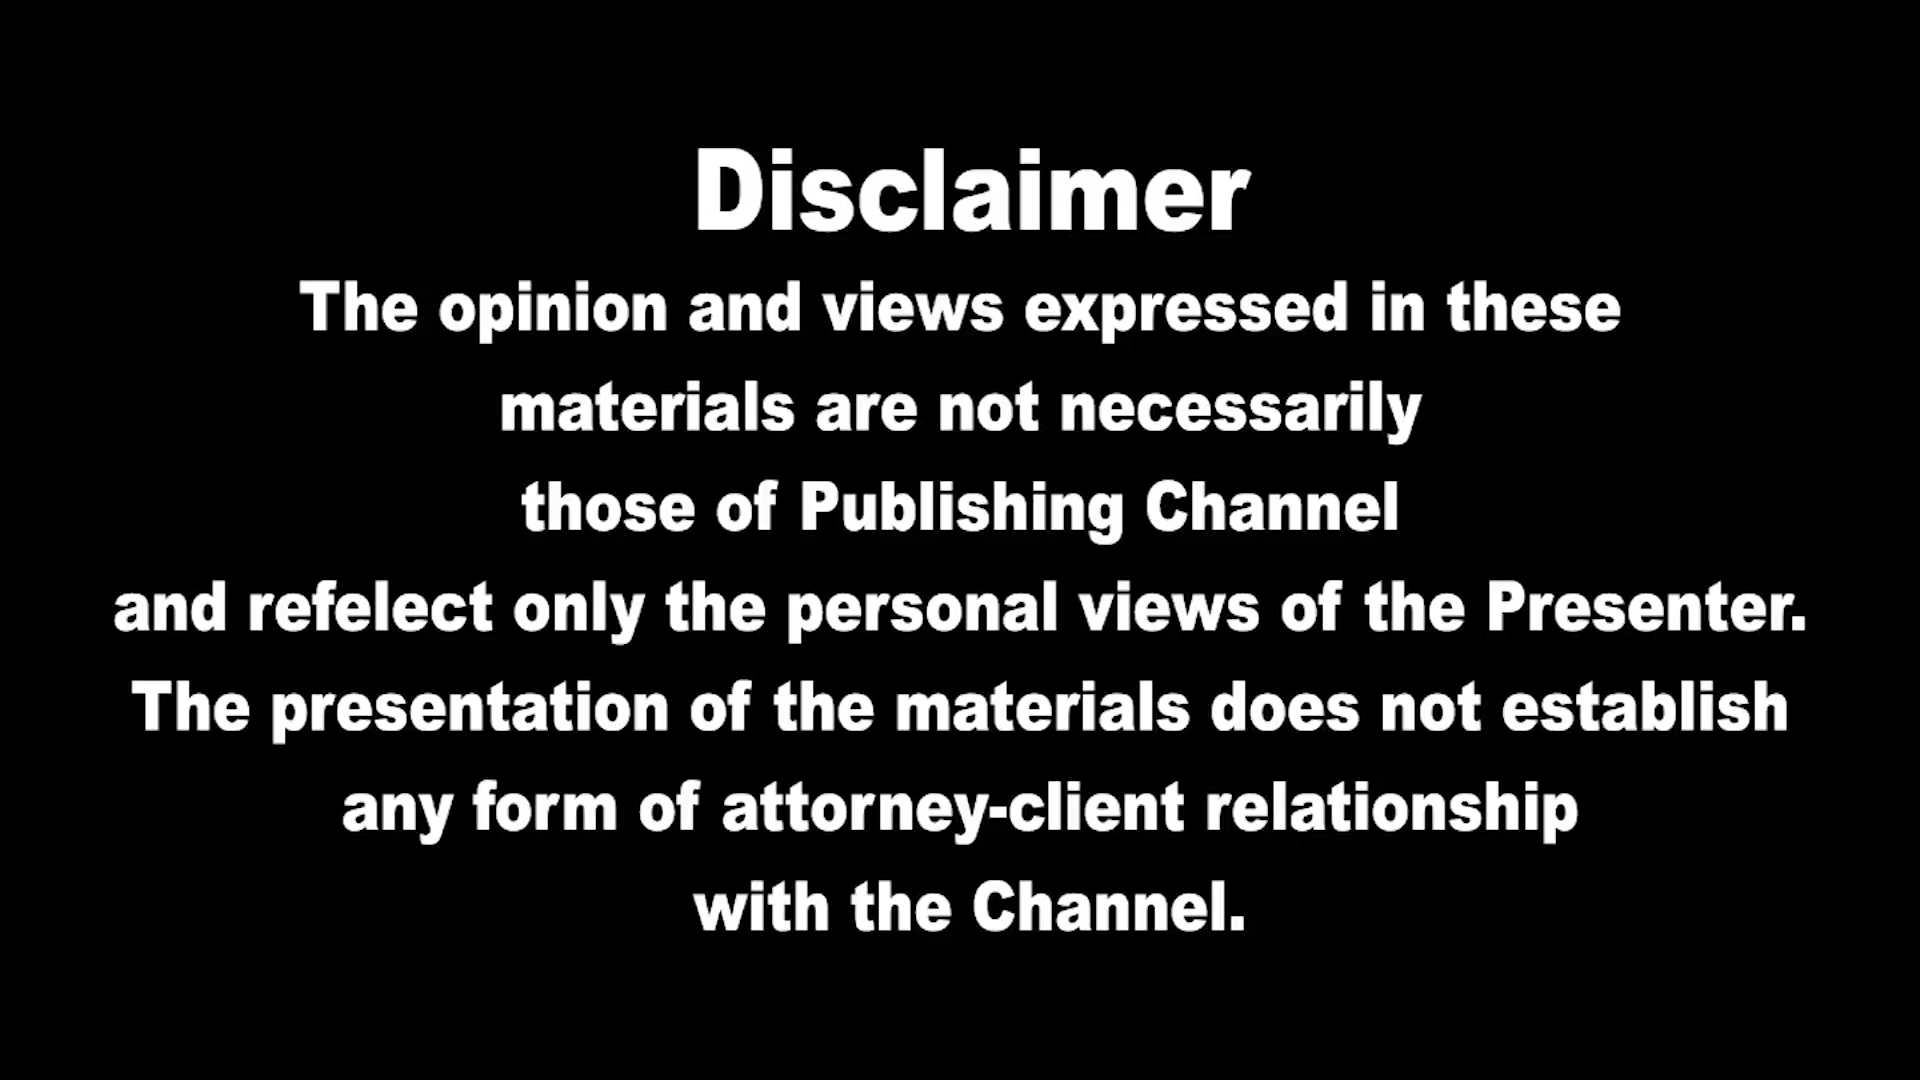 Disclaimer
The opinion and views expressed in these
materials are not necessarily
those of Publishing Channel
and refelect only the personal views of the Presenter.
The presentation of the materials does not establish
any form of attorney-client relationship
with the Channel.